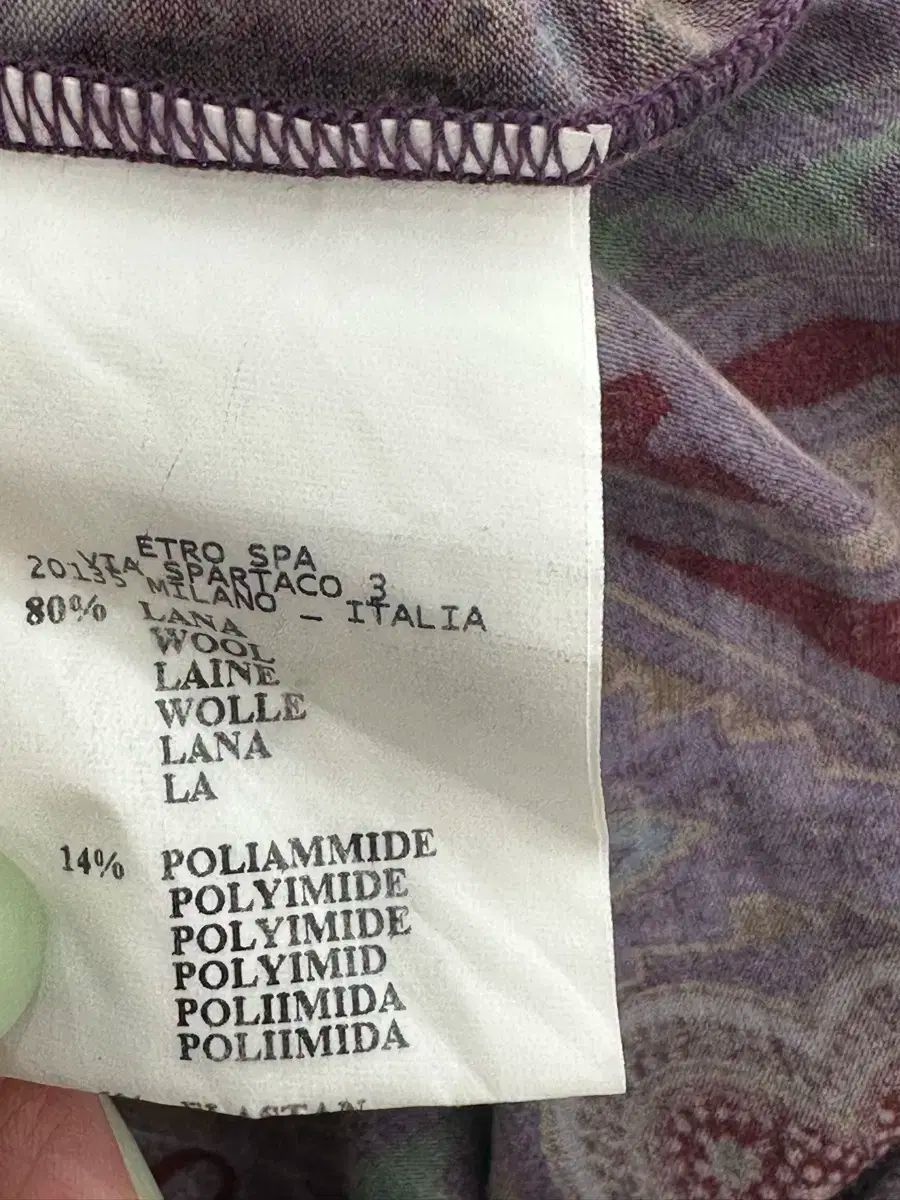 ETRO SPA
VIA SPARTACO 3
20135 MILANO - ITALIA
80% LANA
WOOL
LAINE
WOLLE
LANA
LA
14% POLIAMMIDE
POLYIMIDE
POLYIMIDE
POLYIMID
POLIIMIDA
POLIIMIDA
ELASTAN